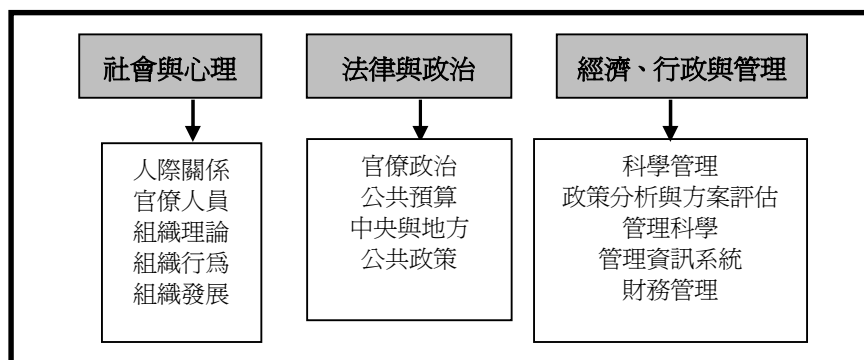 社會與心理
人際關係
官僚人員
組織理論
組織行為
組織發展
法律與政治
官僚政治
公共預算
中央與地方
公共政策
經濟、行政與管理
科學管理
政策分析與方案評估
管理科學
管理資訊系統
財務管理